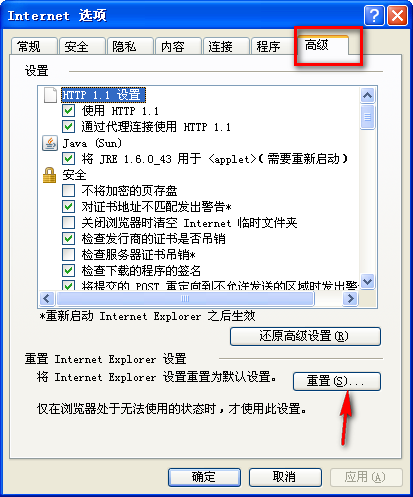 Internet 选项
常规 安全 隐私 内容 连接 程序 高级
设置
HTTP 1.1 设置
使用 HTTP 1.1
通过代理连接使用 HTTP 1.1
Java (Sun)
将 JRE 1.6.0_43 用于 <applet>(需要重新启动)
安全
不将加密的页存盘
对证书地址不匹配发出警告*
关闭浏览器时清空 Internet 临时文件夹
检查发行商的证书是否吊销
检查服务器证书吊销*
检查下载的程序的签名
将提交的 POST 重定向到不允许发送的区域时发出警
*重新启动 Internet Explorer 之后生效
还原高级设置(R)
重置 Internet Explorer 设置
将 Internet Explorer 设置重置为默认设置。
重置(S)...
仅在浏览器处于无法使用的状态时,才使用此设置。
确定 取消 应用(A)